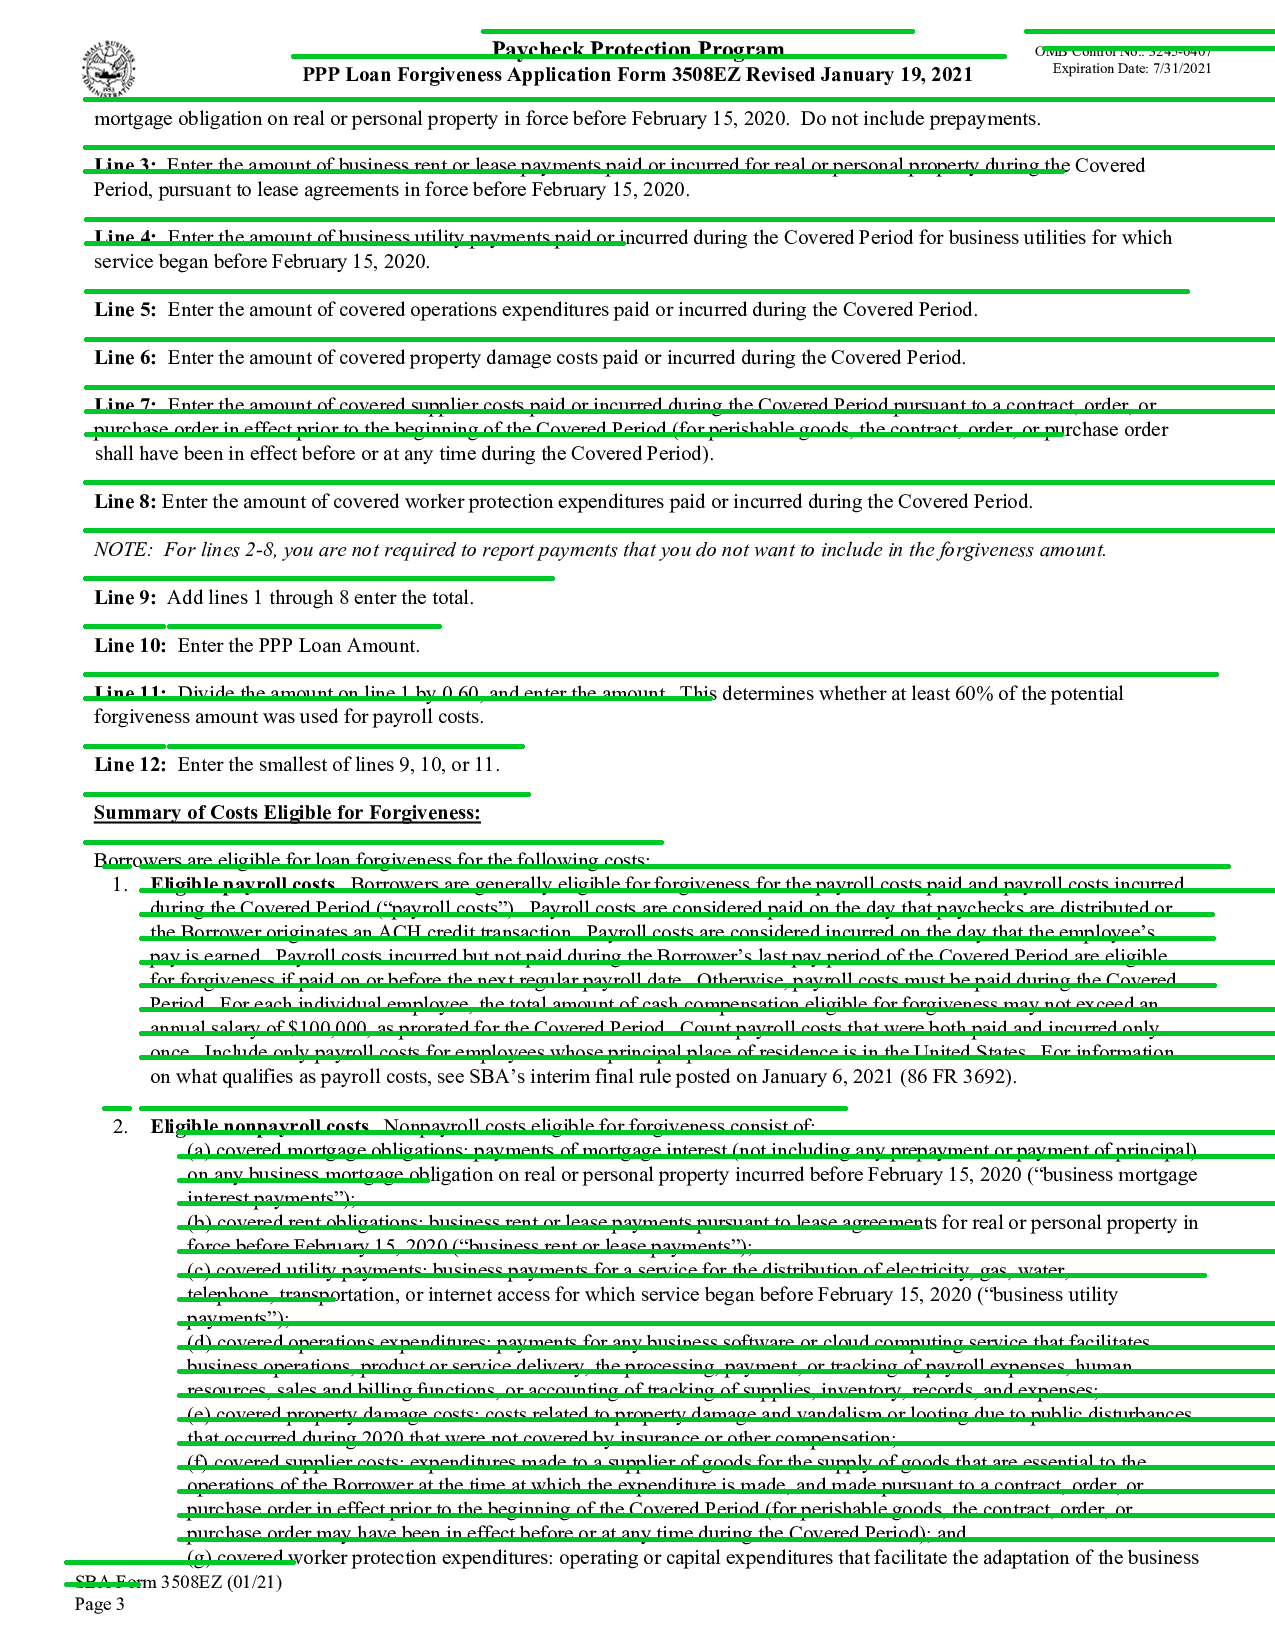 Paycheck Protection Program
PPP Loan Forgiveness Application Form 3508EZ Revised January 19, 2021
OMB Control No.: 3245-0407
Expiration Date: 7/31/2021
mortgage obligation on real or personal property in force before February 15, 2020. Do not include prepayments.
Line 3: Enter the amount of business rent or lease payments paid or incurred for real or personal property during the Covered
Period, pursuant to lease agreements in force before February 15, 2020.
Line 4: Enter the amount of business utility payments paid or incurred during the Covered Period for business utilities for which
service began before February 15, 2020.
Line 5: Enter the amount of covered operations expenditures paid or incurred during the Covered Period.
Line 6: Enter the amount of covered property damage costs paid or incurred during the Covered Period.
Line 7: Enter the amount of covered supplier costs paid or incurred during the Covered Period pursuant to a contract, order, or
purchase order in effect prior to the beginning of the Covered Period (for perishable goods, the contract, order, or purchase order
shall have been in effect before or at any time during the Covered Period).
Line 8: Enter the amount of covered worker protection expenditures paid or incurred during the Covered Period.
NOTE: For lines 2-8, you are not required to report payments that you do not want to include in the forgiveness amount.
Line 9: Add lines 1 through 8 enter the total.
Line 10: Enter the PPP Loan Amount.
Line 11: Divide the amount on line 1 by 0.60, and enter the amount. This determines whether at least 60% of the potential
forgiveness amount was used for payroll costs.
Line 12: Enter the smallest of lines 9, 10, or 11.
Summary of Costs Eligible for Forgiveness:
Borrowers are eligible for loan forgiveness for the following costs:
1. Eligible payroll costs. Borrowers are generally eligible for forgiveness for the payroll costs paid and payroll costs incurred
during the Covered Period (“payroll costs”). Payroll costs are considered paid on the day that paychecks are distributed or
the Borrower originates an ACH credit transaction. Payroll costs are considered incurred on the day that the employee’s
pay is earned. Payroll costs incurred but not paid during the Borrower’s last pay period of the Covered Period are eligible
for forgiveness if paid on or before the next regular payroll date. Otherwise, payroll costs must be paid during the Covered
Period. For each individual employee, the total amount of cash compensation eligible for forgiveness may not exceed an
annual salary of $100,000, as prorated for the Covered Period. Count payroll costs that were both paid and incurred only
once. Include only payroll costs for employees whose principal place of residence is in the United States. For information
on what qualifies as payroll costs, see SBA’s interim final rule posted on January 6, 2021 (86 FR 3692).
2. Eligible nonpayroll costs. Nonpayroll costs eligible for forgiveness consist of:
(a) covered mortgage obligations: payments of mortgage interest (not including any prepayment or payment of principal)
on any business mortgage obligation on real or personal property incurred before February 15, 2020 (“business mortgage
interest payments”);
(b) covered rent obligations: business rent or lease payments pursuant to lease agreements for real or personal property in
force before February 15, 2020 (“business rent or lease payments”);
(c) covered utility payments: business payments for a service for the distribution of electricity, gas, water,
telephone, transportation, or internet access for which service began before February 15, 2020 (“business utility
payments”);
(d) covered operations expenditures: payments for any business software or cloud computing service that facilitates
business operations, product or service delivery, the processing, payment, or tracking of payroll expenses, human
resources, sales and billing functions, or accounting of tracking of supplies, inventory, records, and expenses;
(e) covered property damage costs: costs related to property damage and vandalism or looting due to public disturbances
that occurred during 2020 that were not covered by insurance or other compensation;
(f) covered supplier costs: expenditures made to a supplier of goods for the supply of goods that are essential to the
operations of the Borrower at the time at which the expenditure is made, and made pursuant to a contract, order, or
purchase order in effect prior to the beginning of the Covered Period (for perishable goods, the contract, order, or
purchase order may have been in effect before or at any time during the Covered Period); and
(g) covered worker protection expenditures: operating or capital expenditures that facilitate the adaptation of the business
SBA Form 3508EZ (01/21)
Page 3